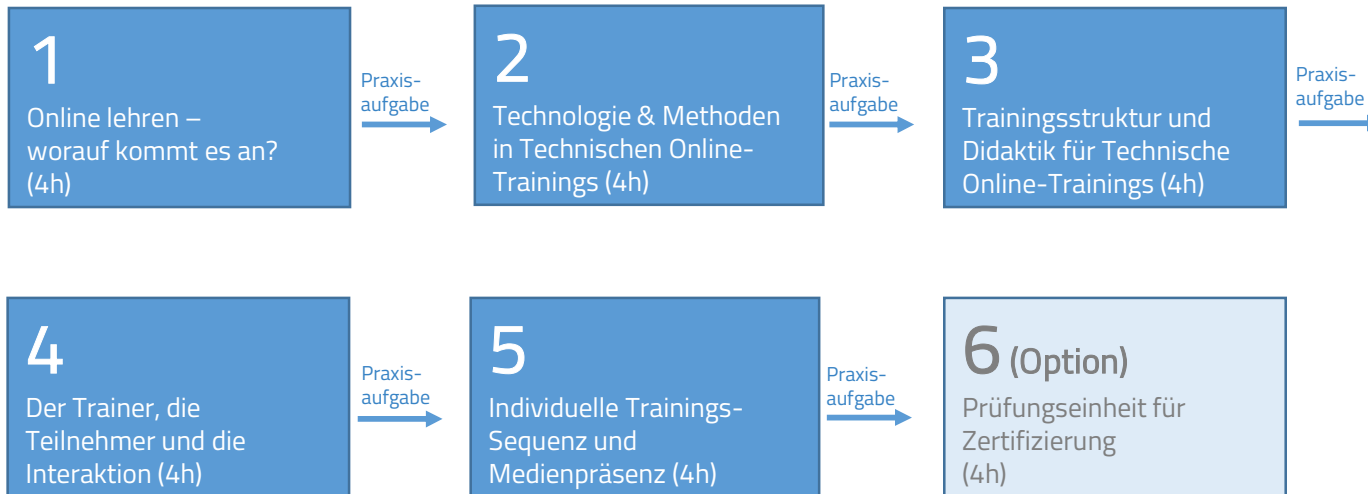 1
Online lehren –
worauf kommt es an?
(4h)
Praxis-
aufgabe
2
Technologie & Methoden
in Technischen Online-
Trainings (4h)
Praxis-
aufgabe
3
Trainingsstruktur und
Didaktik für Technische
Online-Trainings (4h)
Praxis-
aufgabe
4
Der Trainer, die
Teilnehmer und die
Interaktion (4h)
Praxis-
aufgabe
5
Individuelle Trainings-
Sequenz und
Medienpräsenz (4h)
Praxis-
aufgabe
6 (Option)
Prüfungseinheit für
Zertifizierung
(4h)